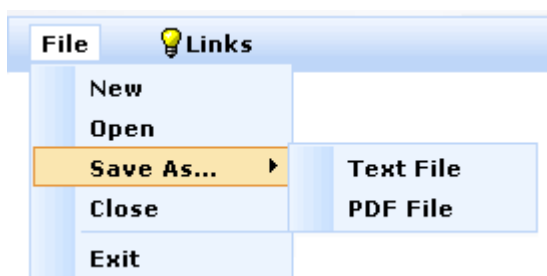 File Links
New
Open
Save As... Text File
Close PDF File
Exit